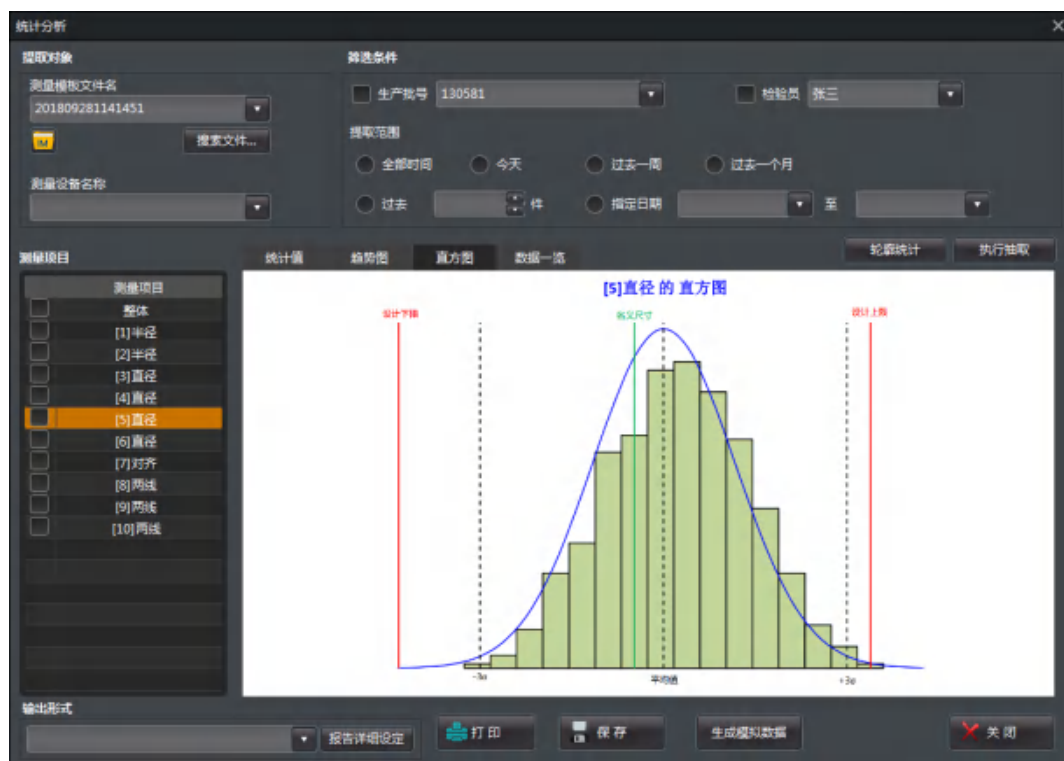 统计分析
提取对象
测量模板文件名
201809281141451
IM
搜索文件...
测量设备名称
筛选条件
生产批号 130581 检验员 张三
提取范围
全部时间 今天 过去一周 过去一个月
过去 件 指定日期 至
轮廓统计 执行抽取
测量项目
统计值 趋势图 直方图 数据一览
测量项目
整体
[1]半径
[2]半径
[3]直径
[4]直径
[5]直径
[6]直径
[7]对齐
[8]两线
[9]两线
[10]两线
[5]直径 的 直方图
设计下限 名义尺寸 设计上限
-3σ 平均值 +3σ
输出形式
报告详细设定 打印 保存 生成模拟数据 关闭